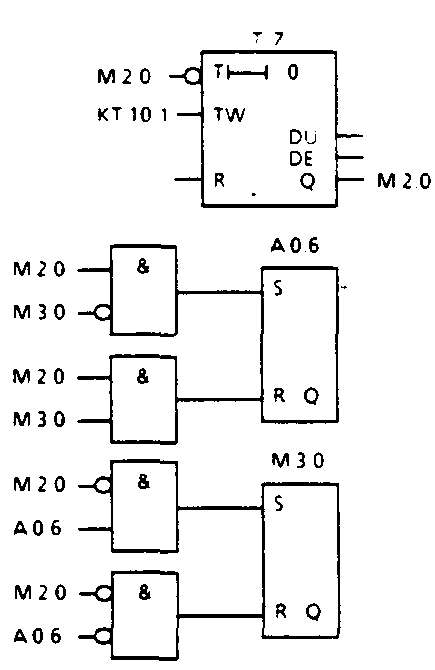 T 7
M 2 0 T 0
KT 10 1 TW
DU
DE
R Q M 2.0
A 0 6
M 2 0 &
S
M 3 0
M 2 0 &
R Q
M 3 0
M 3 0
M 2 0 &
S
A 0 6
M 2 0 &
R Q
A 0 6